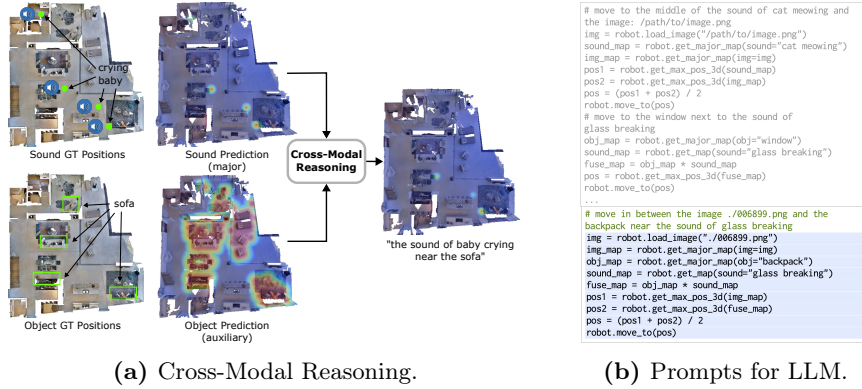 crying
baby
Sound GT Positions
Sound Prediction
(major)
sofa
Object GT Positions
Object Prediction
(auxiliary)
Cross-Modal
Reasoning
"the sound of baby crying
near the sofa"
(a) Cross-Modal Reasoning.
# move to the middle of the sound of cat meowing and
the image: /path/to/image.png
img = robot.load_image("/path/to/image.png")
sound_map = robot.get_major_map(sound="cat meowing")
img_map = robot.get_major_map(img=img)
pos1 = robot.get_max_pos_3d(sound_map)
pos2 = robot.get_max_pos_3d(img_map)
pos = (pos1 + pos2) / 2
robot.move_to(pos)
# move to the window next to the sound of
glass breaking
obj_map = robot.get_major_map(obj="window")
sound_map = robot.get_map(sound="glass breaking")
fuse_map = obj_map * sound_map
pos = robot.get_max_pos_3d(fuse_map)
robot.move_to(pos)
...
# move in between the image ./006899.png and the
backpack near the sound of glass breaking
img = robot.load_image("./006899.png")
img_map = robot.get_major_map(img=img)
obj_map = robot.get_major_map(obj="backpack")
sound_map = robot.get_map(sound="glass breaking")
fuse_map = obj_map * sound_map
pos1 = robot.get_max_pos_3d(img_map)
pos2 = robot.get_max_pos_3d(fuse_map)
pos = (pos1 + pos2) / 2
robot.move_to(pos)
(b) Prompts for LLM.